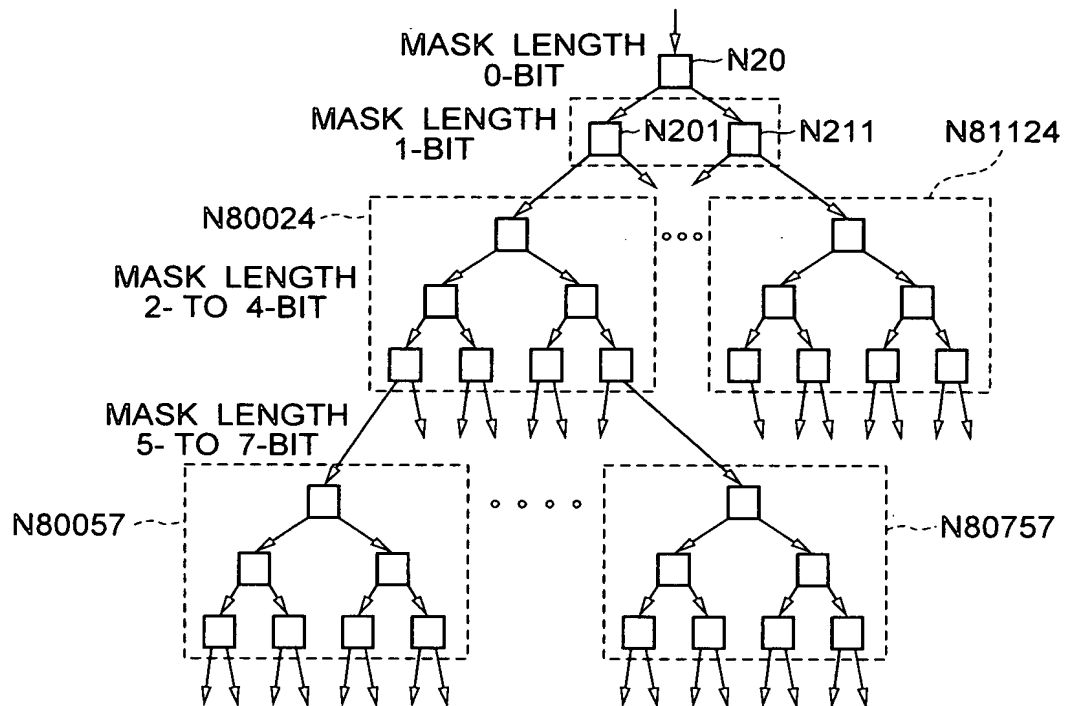 MASK LENGTH
0-BIT
N20
MASK LENGTH
1-BIT
N201
N211
N81124
N80024
MASK LENGTH
2- TO 4-BIT
MASK LENGTH
5- TO 7-BIT
N80057
N80757